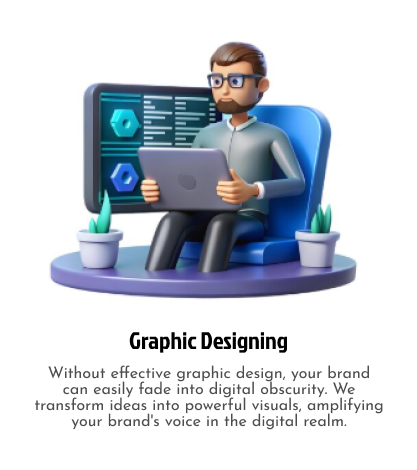 Graphic Designing
Without effective graphic design, your brand
can easily fade into digital obscurity. We
transform ideas into powerful visuals, amplifying
your brand's voice in the digital realm.